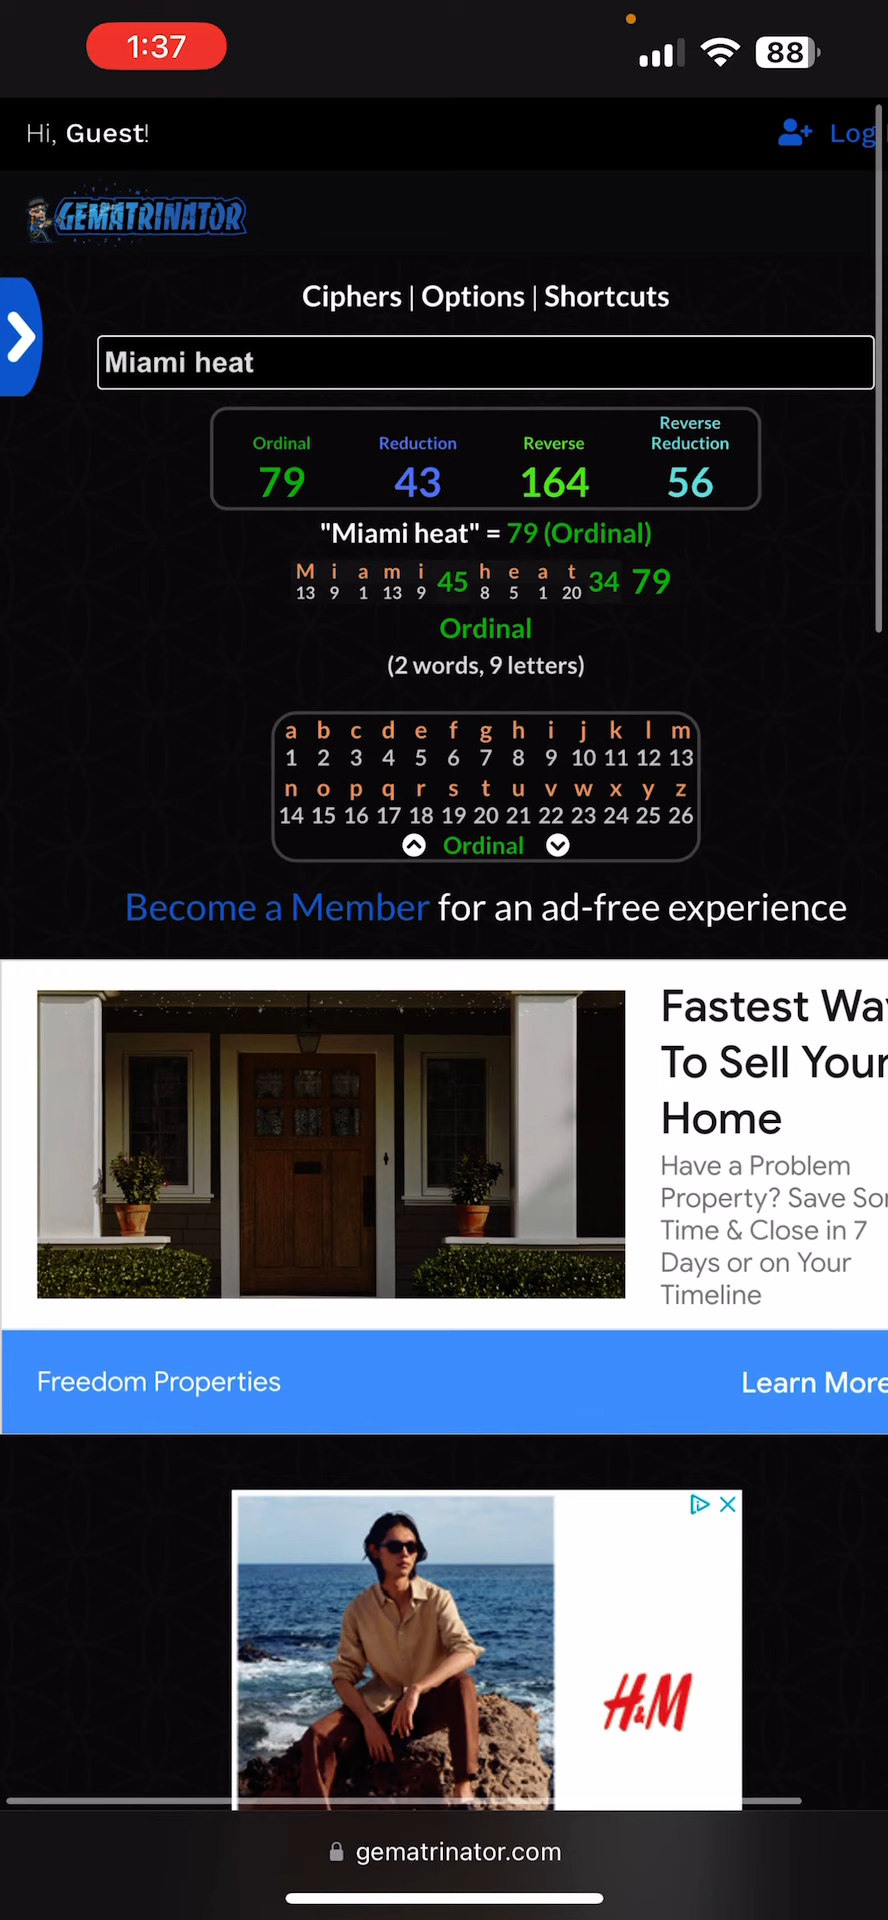 1:37
88
Hi, Guest!
Log
GEMATRINATOR
Ciphers | Options | Shortcuts
Miami heat
Ordinal Reduction Reverse Reverse Reduction
79 43 164 56
"Miami heat" = 79 (Ordinal)
M i a m i 45 h e a t 34 79
13 9 1 13 9 8 5 1 20
Ordinal
(2 words, 9 letters)
a b c d e f g h i j k l m
1 2 3 4 5 6 7 8 9 10 11 12 13
n o p q r s t u v w x y z
14 15 16 17 18 19 20 21 22 23 24 25 26
Ordinal
Become a Member for an ad-free experience
Fastest Wa
To Sell Your
Home
Have a Problem
Property? Save So
Time & Close in 7
Days or on Your
Timeline
Freedom Properties
Learn More
H&M
gematrinator.com